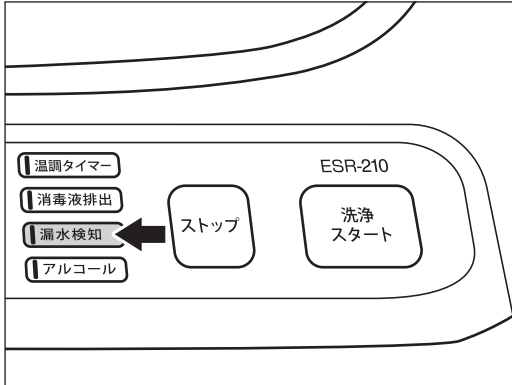 温調タイマー
消毒液排出
漏水検知
アルコール
ストップ
ESR-210
洗浄
スタート